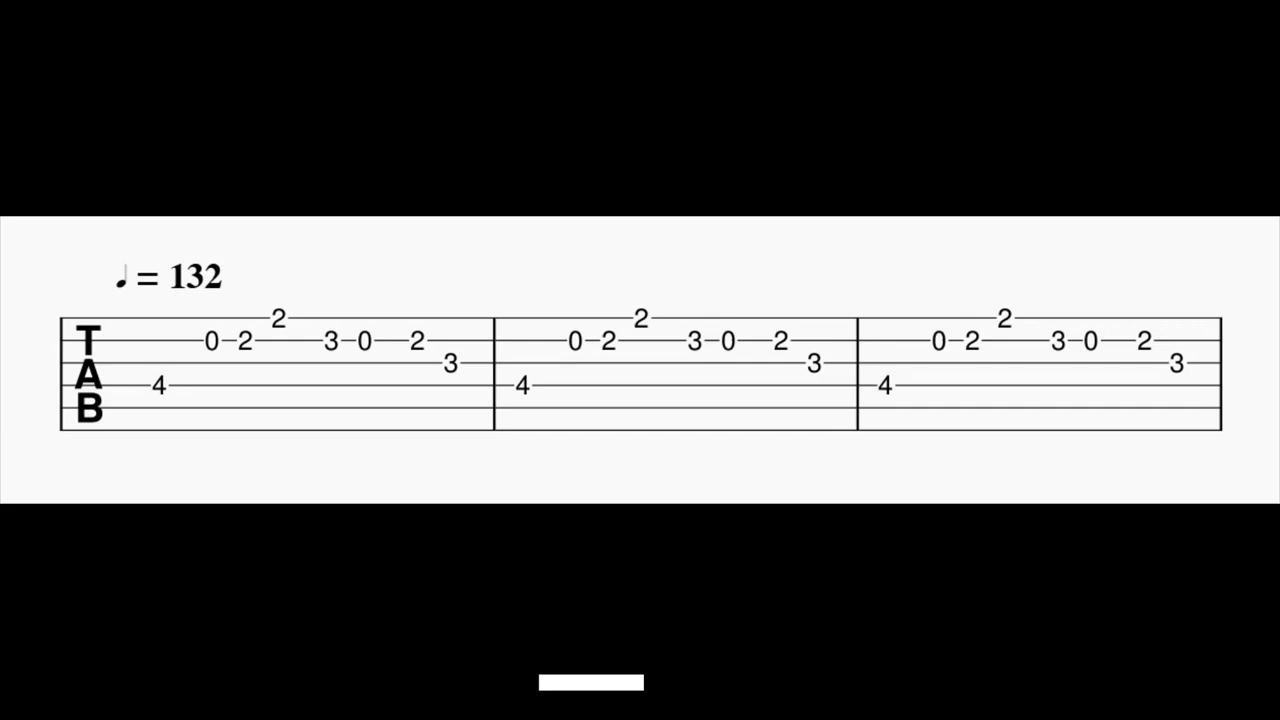 ♩ = 132
T A B
2 2 2
0 2 3 0 2 0 2 3 0 2 0 2 3 0 2
3 3 3
4 4 4